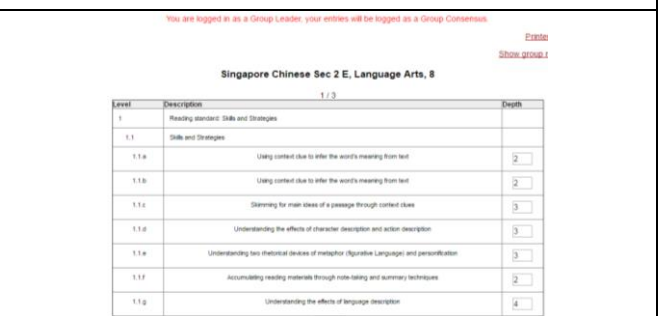 You are logged in as a Group Leader, your entries will be logged as a Group Consensus.
Printer
Show group r
Singapore Chinese Sec 2 E, Language Arts, 8
1 / 3
Level Description Depth
1 Reading standard: Skills and Strategies
1.1 Skills and Strategies
1.1.a Using context clue to infer the word's meaning from text 2
1.1.b Using context clue to infer the word's meaning from text 2
1.1.c Skimming for main ideas of a passage through context clues 3
1.1.d Understanding the effects of character description and action description 3
1.1.e Understanding two rhetorical devices of metaphor (figurative Language) and personification 3
1.1.f Accumulating reading materials through note-taking and summary techniques 2
1.1.g Understanding the effects of language description 4